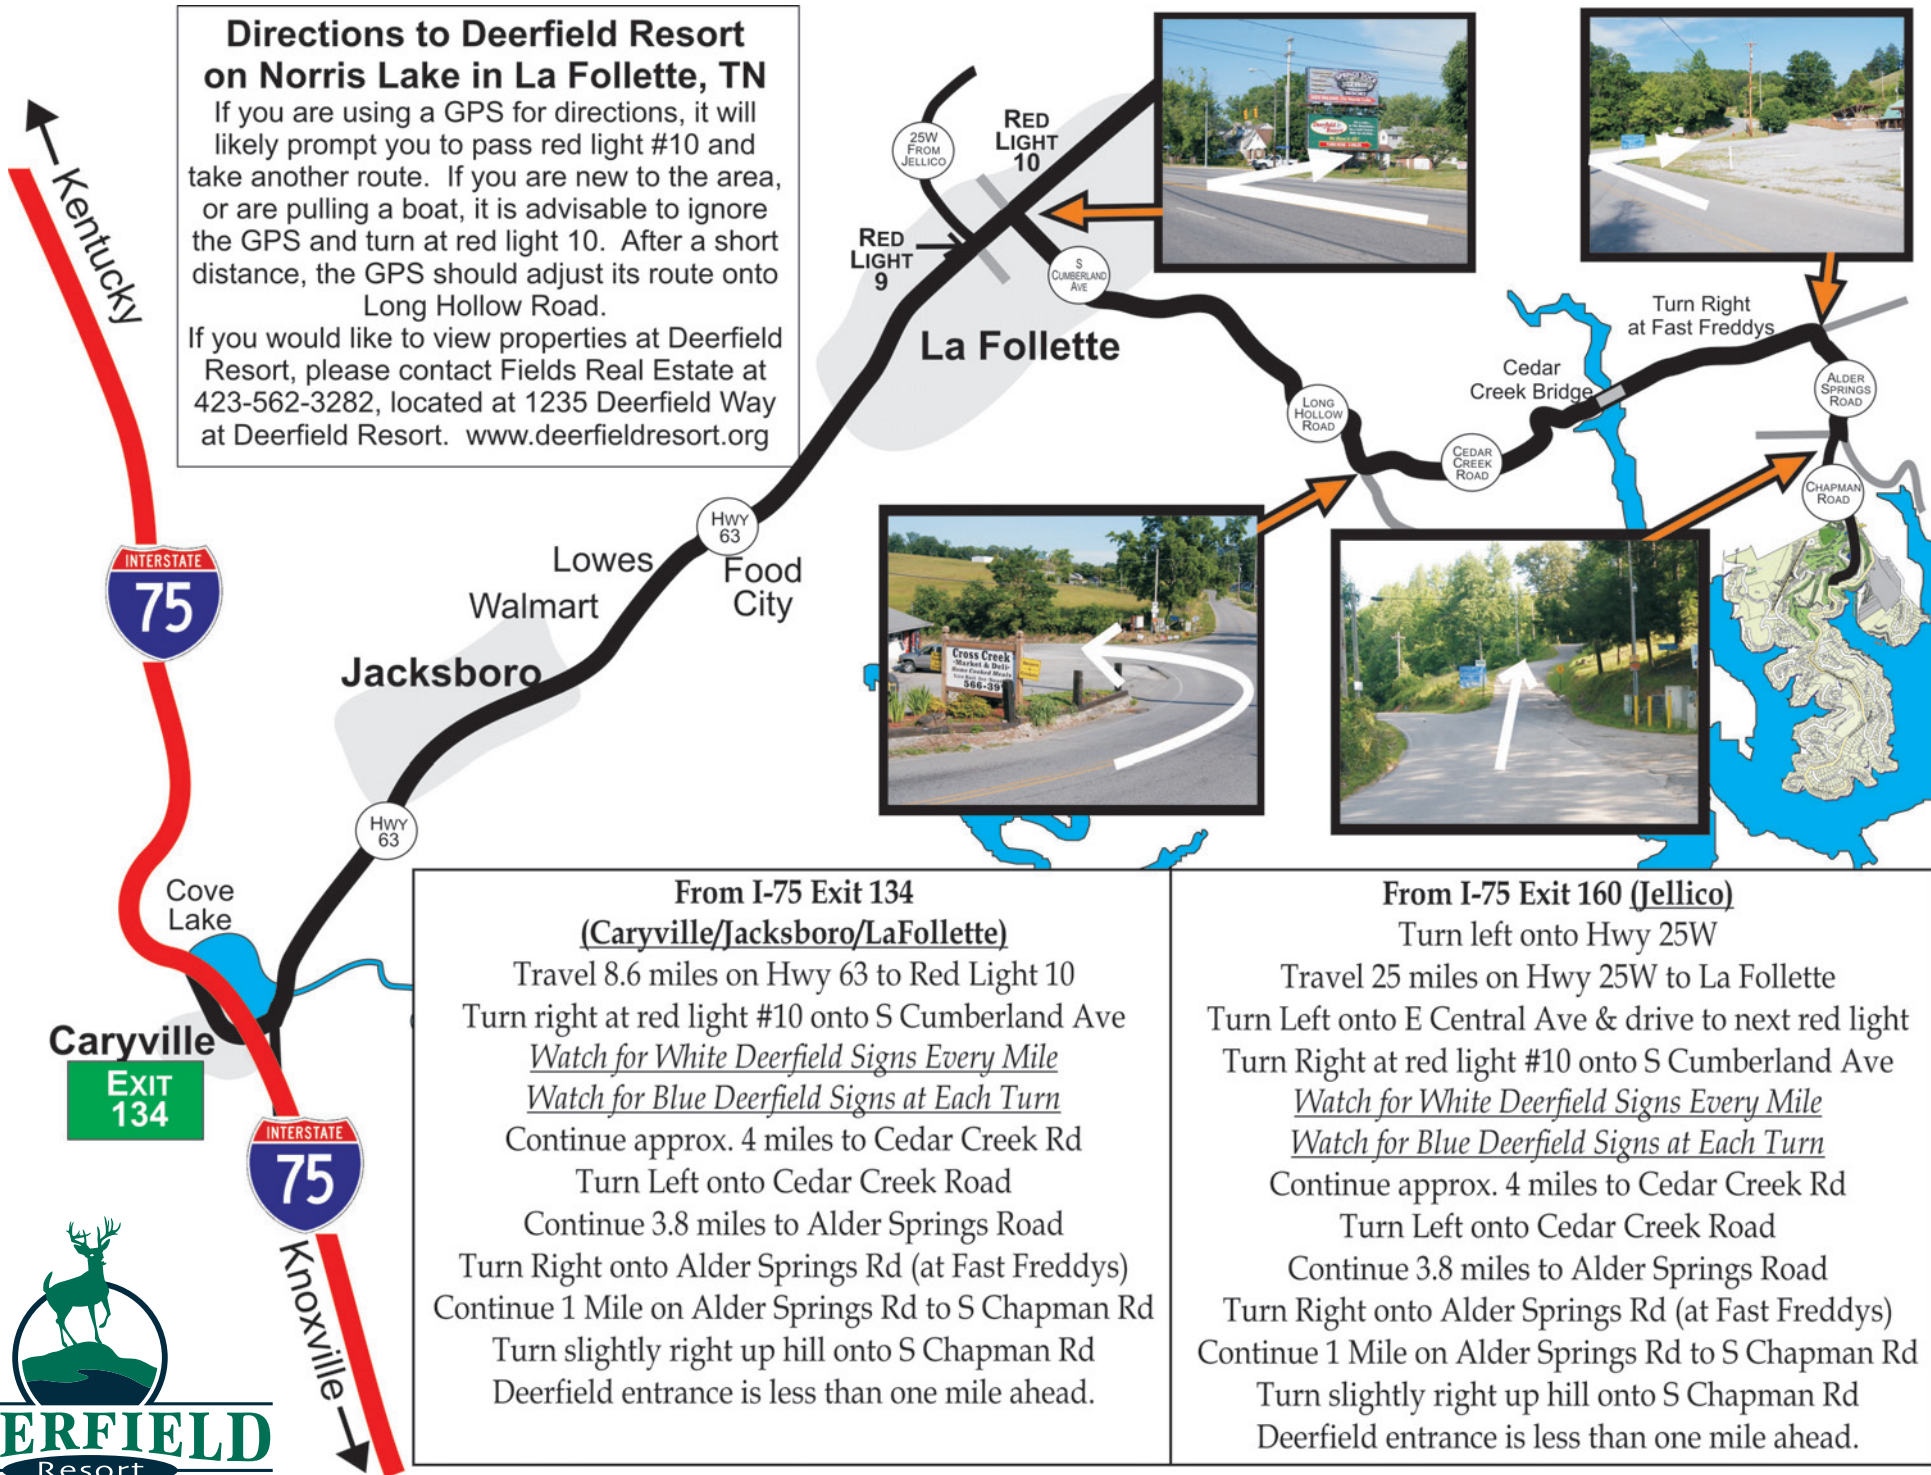 Directions to Deerfield Resort
on Norris Lake in La Follette, TN
If you are using a GPS for directions, it will
likely prompt you to pass red light #10 and
take another route. If you are new to the area,
or are pulling a boat, it is advisable to ignore
the GPS and turn at red light 10. After a short
distance, the GPS should adjust its route onto
Long Hollow Road.
If you would like to view properties at Deerfield
Resort, please contact Fields Real Estate at
423-562-3282, located at 1235 Deerfield Way
at Deerfield Resort. www.deerfieldresort.org
Kentucky
25W
FROM
JELLICO
RED
LIGHT
10
RED
LIGHT
9
S
CUMBERLAND
AVE
La Follette
Turn Right
at Fast Freddys
Cedar
Creek Bridge
ALDER
SPRINGS
ROAD
LONG
HOLLOW
ROAD
CEDAR
CREEK
ROAD
CHAPMAN
ROAD
HWY
63
Lowes
Walmart
Food
City
INTERSTATE
75
Jacksboro
Cross Creek
Market & Deli
Home Cooked Meals
566-39
HWY
63
Cove
Lake
Caryville
EXIT
134
INTERSTATE
75
Knoxville
ERFIELD
Resort
From I-75 Exit 134
(Caryville/Jacksboro/LaFollette)
Travel 8.6 miles on Hwy 63 to Red Light 10
Turn right at red light #10 onto S Cumberland Ave
Watch for White Deerfield Signs Every Mile
Watch for Blue Deerfield Signs at Each Turn
Continue approx. 4 miles to Cedar Creek Rd
Turn Left onto Cedar Creek Road
Continue 3.8 miles to Alder Springs Road
Turn Right onto Alder Springs Rd (at Fast Freddys)
Continue 1 Mile on Alder Springs Rd to S Chapman Rd
Turn slightly right up hill onto S Chapman Rd
Deerfield entrance is less than one mile ahead.
From I-75 Exit 160 (Jellico)
Turn left onto Hwy 25W
Travel 25 miles on Hwy 25W to La Follette
Turn Left onto E Central Ave & drive to next red light
Turn Right at red light #10 onto S Cumberland Ave
Watch for White Deerfield Signs Every Mile
Watch for Blue Deerfield Signs at Each Turn
Continue approx. 4 miles to Cedar Creek Rd
Turn Left onto Cedar Creek Road
Continue 3.8 miles to Alder Springs Road
Turn Right onto Alder Springs Rd (at Fast Freddys)
Continue 1 Mile on Alder Springs Rd to S Chapman Rd
Turn slightly right up hill onto S Chapman Rd
Deerfield entrance is less than one mile ahead.